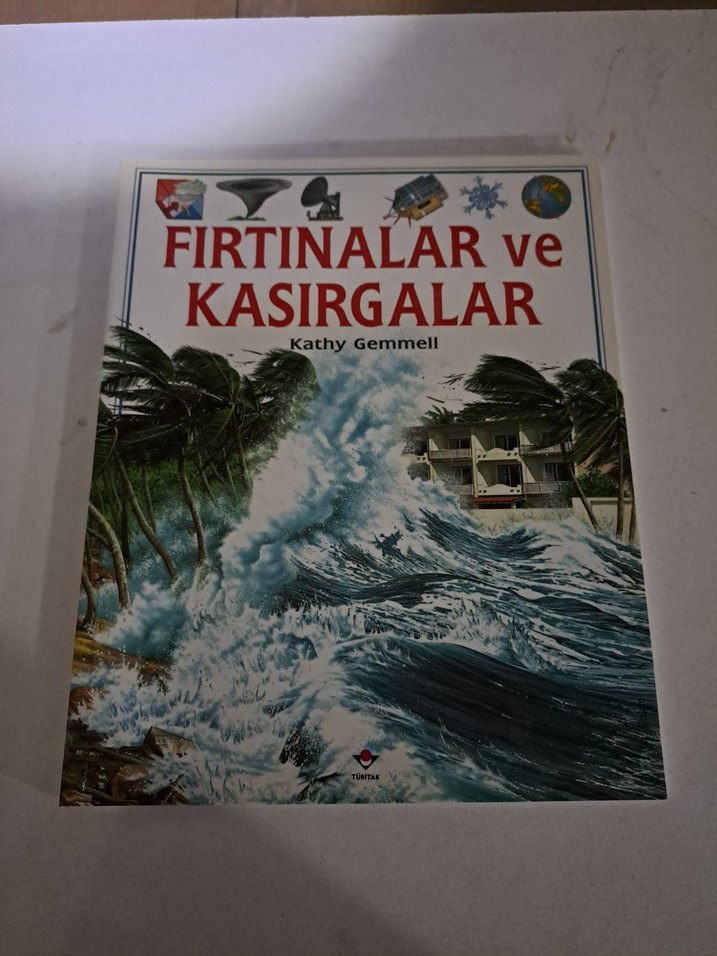 FIRTINALAR ve
KASIRGALAR
Kathy Gemmell
TÜBİTAK